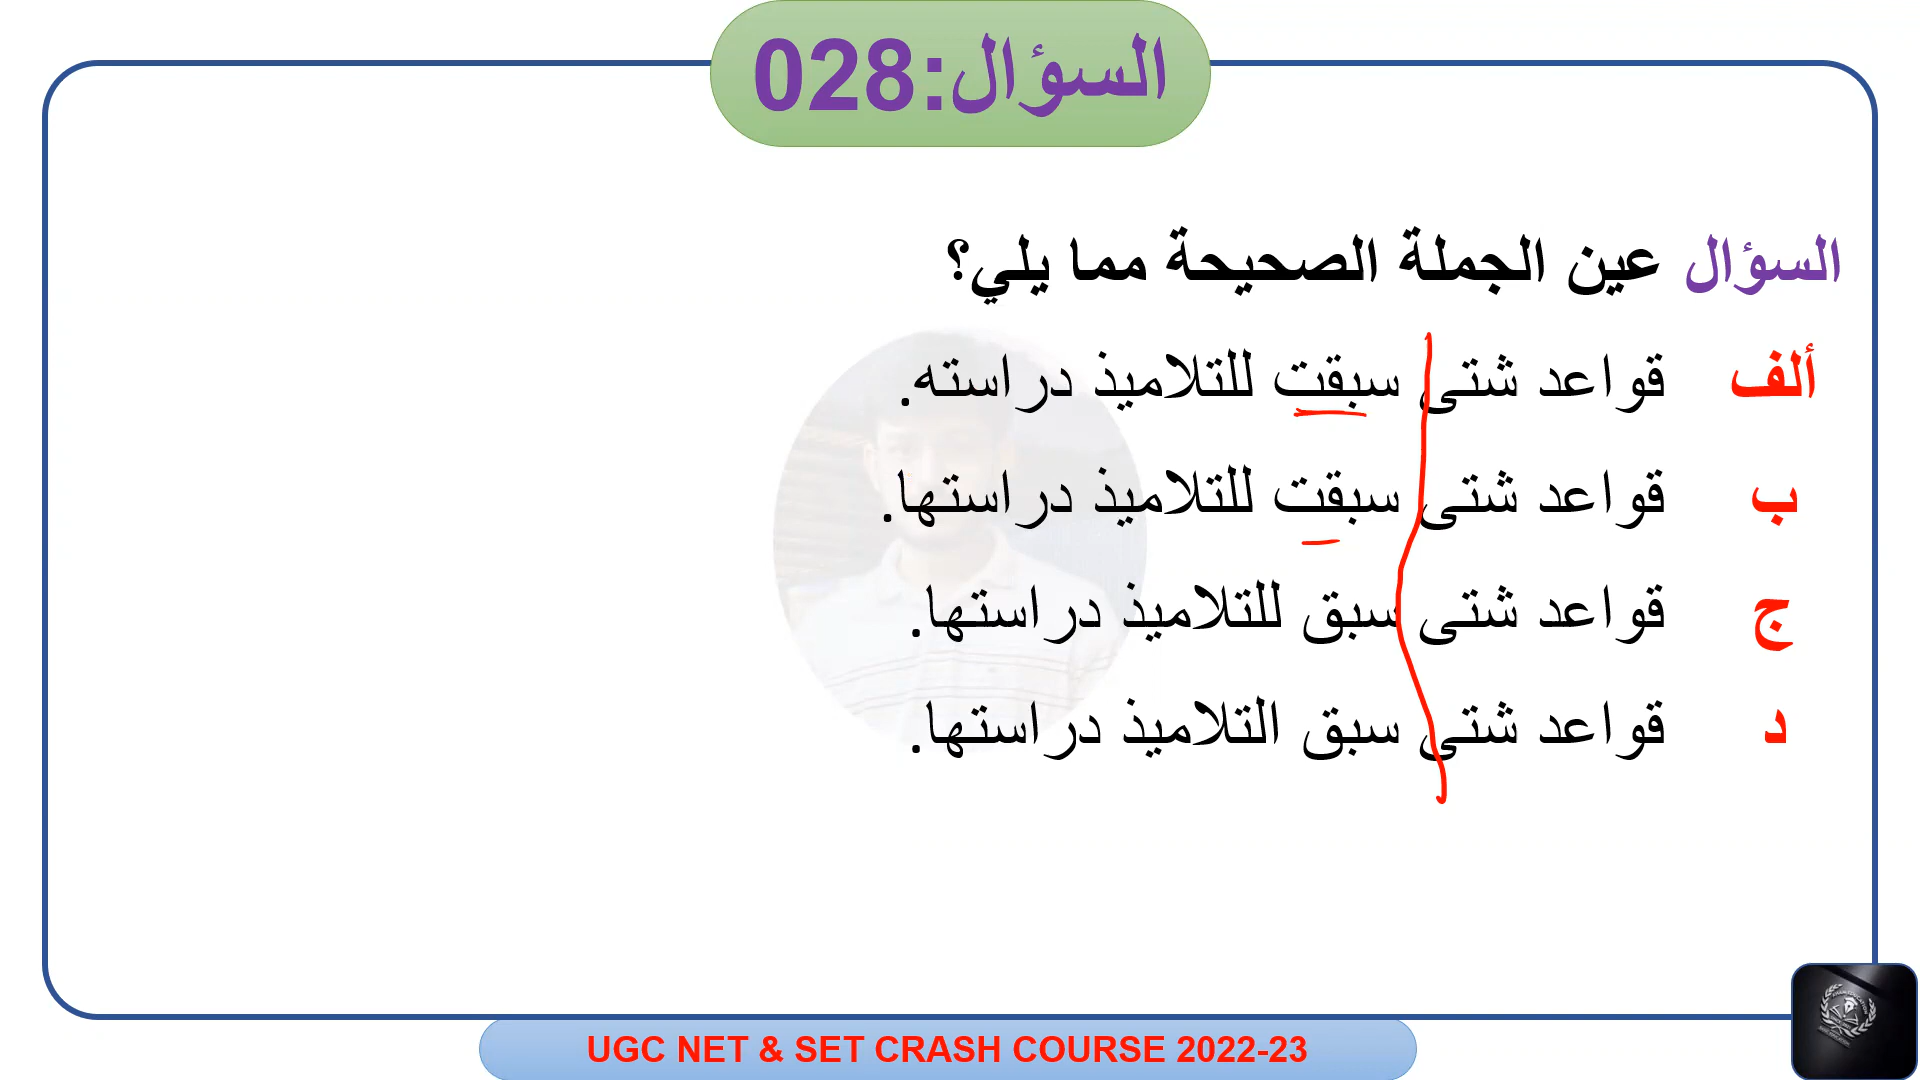 السؤال:028
السؤال عين الجملة الصحيحة مما يلي؟
ألف قواعد شتى سبقت للتلاميذ دراسته.
ب قواعد شتى سبقت للتلاميذ دراستها.
ج قواعد شتى سبق للتلاميذ دراستها.
د قواعد شتى سبق التلاميذ دراستها.
UGC NET & SET CRASH COURSE 2022-23